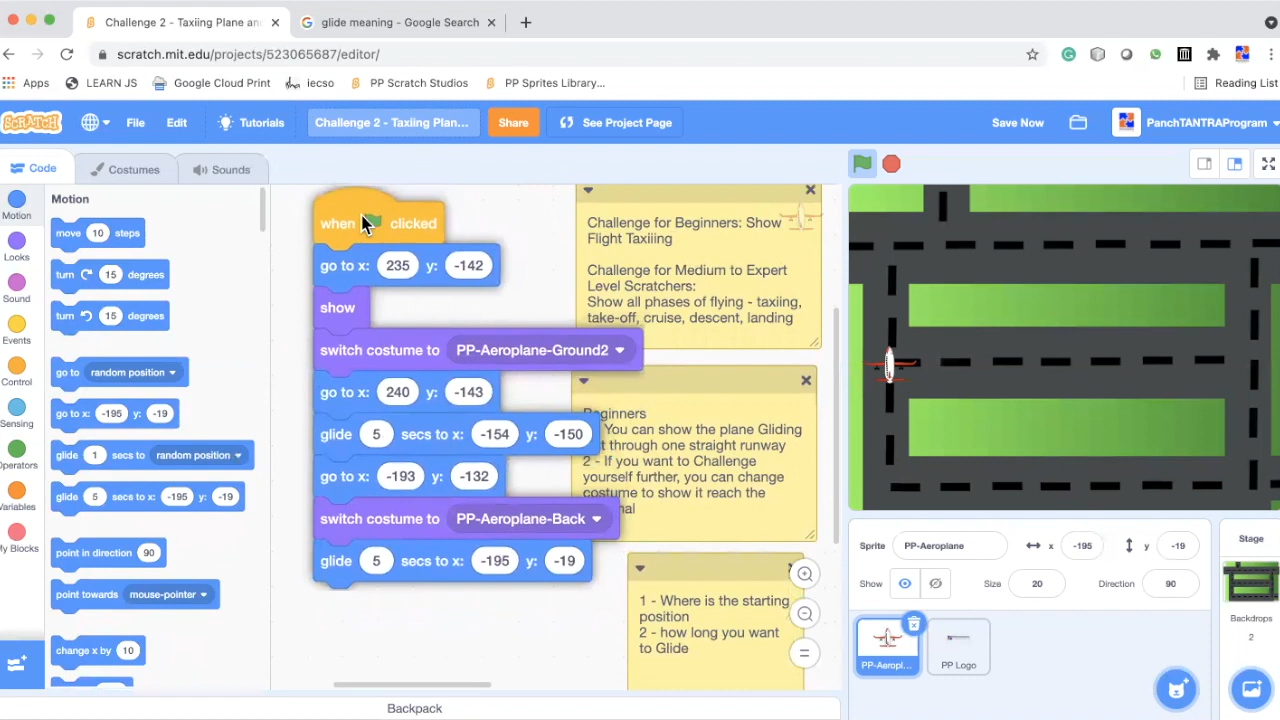 Challenge 2 - Taxiing Plane and
glide meaning - Google Search
scratch.mit.edu/projects/523065687/editor/
Apps LEARN JS Google Cloud Print iecso PP Scratch Studios PP Sprites Library... Reading List
SCRATCH File Edit Tutorials Challenge 2 - Taxiing Plan... Share See Project Page Save Now PanchTANTRAProgram
Code Costumes Sounds
Motion
Looks
Sound
Events
Control
Sensing
Operators
Variables
My Blocks
Motion
move 10 steps
turn 15 degrees
turn 15 degrees
go to random position
go to x: -195 y: -19
glide 1 secs to random position
glide 5 secs to x: -195 y: -19
point in direction 90
point towards mouse-pointer
change x by 10
when clicked
go to x: 235 y: -142
show
switch costume to PP-Aeroplane-Ground2
go to x: 240 y: -143
glide 5 secs to x: -154 y: -150
go to x: -193 y: -132
switch costume to PP-Aeroplane-Back
glide 5 secs to x: -195 y: -19
Challenge for Beginners: Show
Flight Taxiiing
Challenge for Medium to Expert
Level Scratchers:
Show all phases of flying - taxiing,
take-off, cruise, descent, landing
Beginners
You can show the plane Gliding
through one straight runway
2 - If you want to Challenge
yourself further, you can change
costume to show it reach the
1 - Where is the starting
position
2 - how long you want
to Glide
Backpack
Sprite PP-Aeroplane x -195 y -19
Show Size 20 Direction 90
PP-Aeropl...
PP Logo
Stage
Backdrops
2